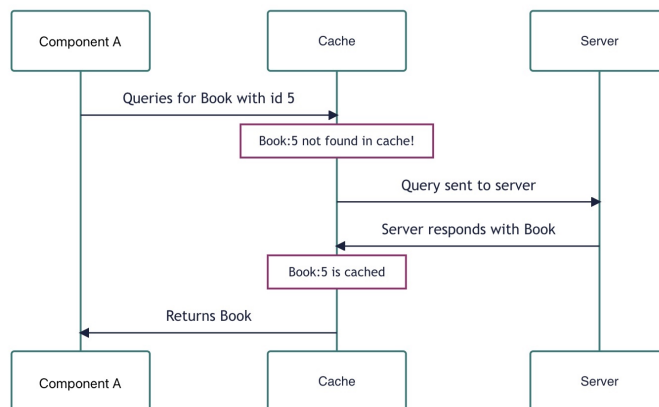 Component A
Cache
Server
Queries for Book with id 5
Book:5 not found in cache!
Query sent to server
Server responds with Book
Book:5 is cached
Returns Book
Component A
Cache
Server